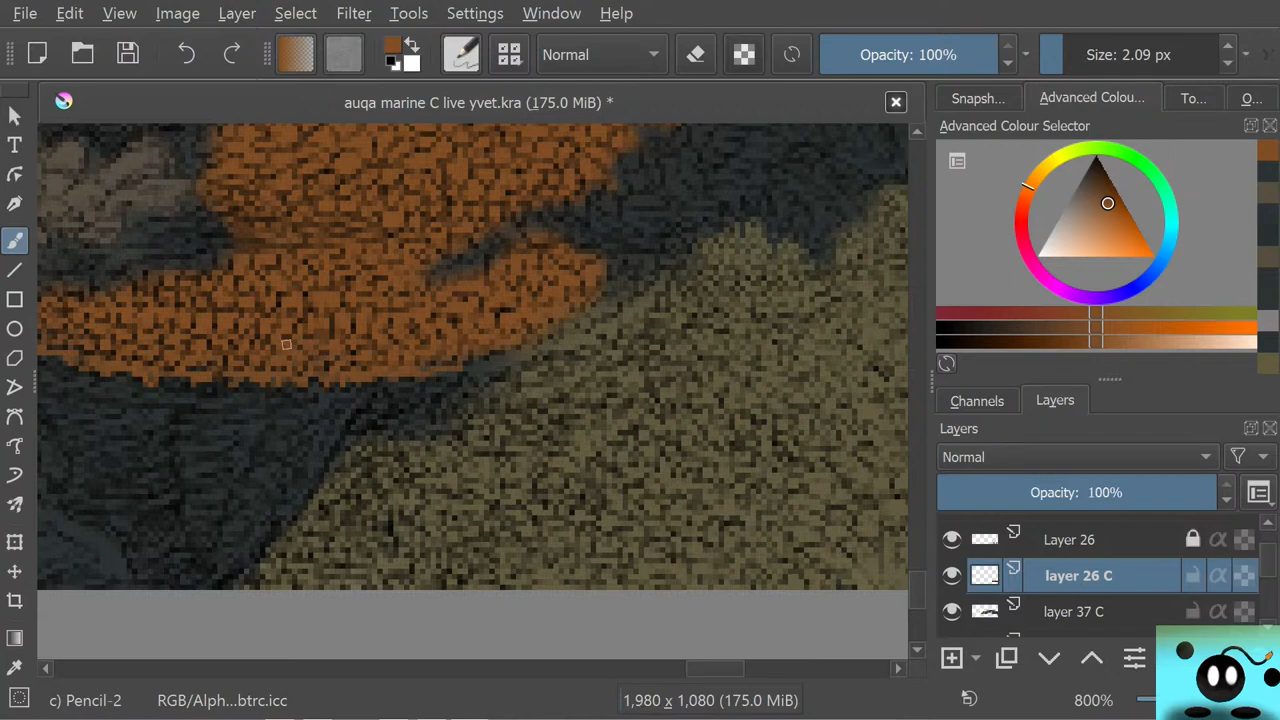 File Edit View Image Layer Select Filter Tools Settings Window Help
Normal Opacity: 100% Size: 2.09 px
auqa marine C live yvet.kra (175.0 MiB) *
Snapsh... Advanced Colou... To... O...
Advanced Colour Selector
Channels Layers
Layers
Normal
Opacity: 100%
Layer 26
layer 26 C
layer 37 C
c) Pencil-2 RGB/Alph...btrc.icc 1,980 x 1,080 (175.0 MiB) 800%